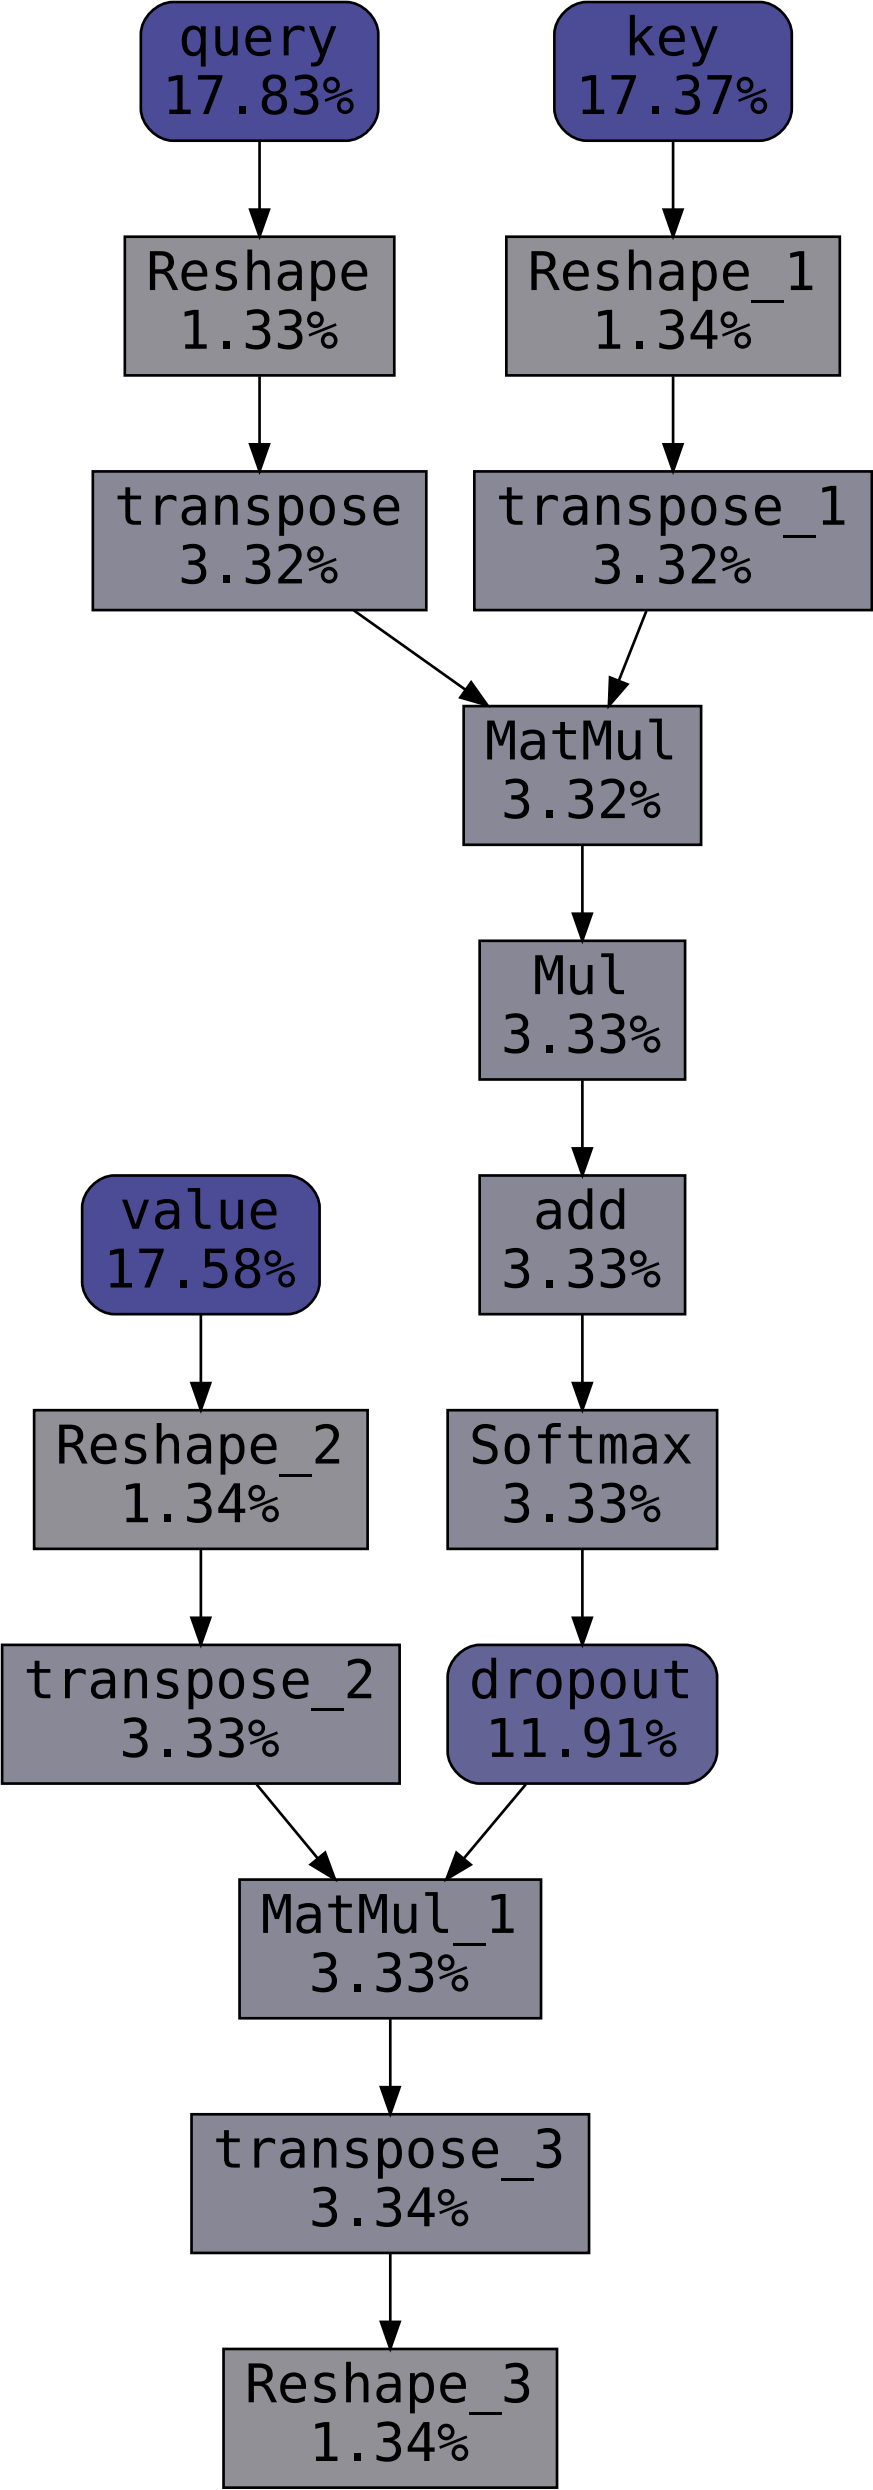 query
17.83%
key
17.37%
Reshape
1.33%
Reshape_1
1.34%
transpose
3.32%
transpose_1
3.32%
MatMul
3.32%
Mul
3.33%
value
17.58%
add
3.33%
Reshape_2
1.34%
Softmax
3.33%
transpose_2
3.33%
dropout
11.91%
MatMul_1
3.33%
transpose_3
3.34%
Reshape_3
1.34%